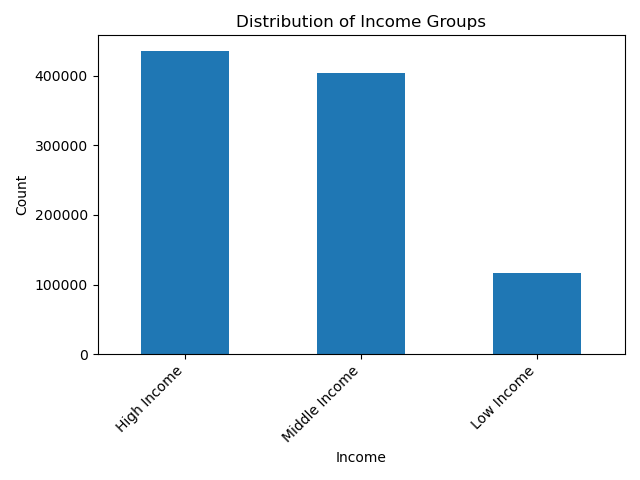 Distribution of Income Groups
400000
300000
200000
100000
0
Count
High Income
Middle Income
Low Income
Income